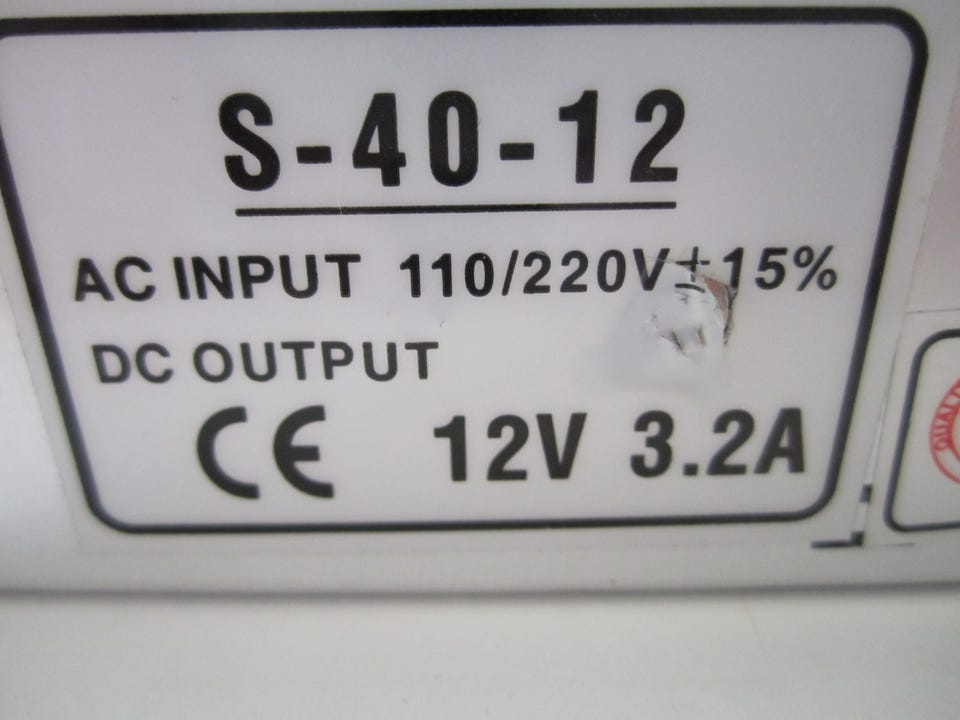 S-40-12
AC INPUT 110/220V±15%
DC OUTPUT
CE 12V 3.2A